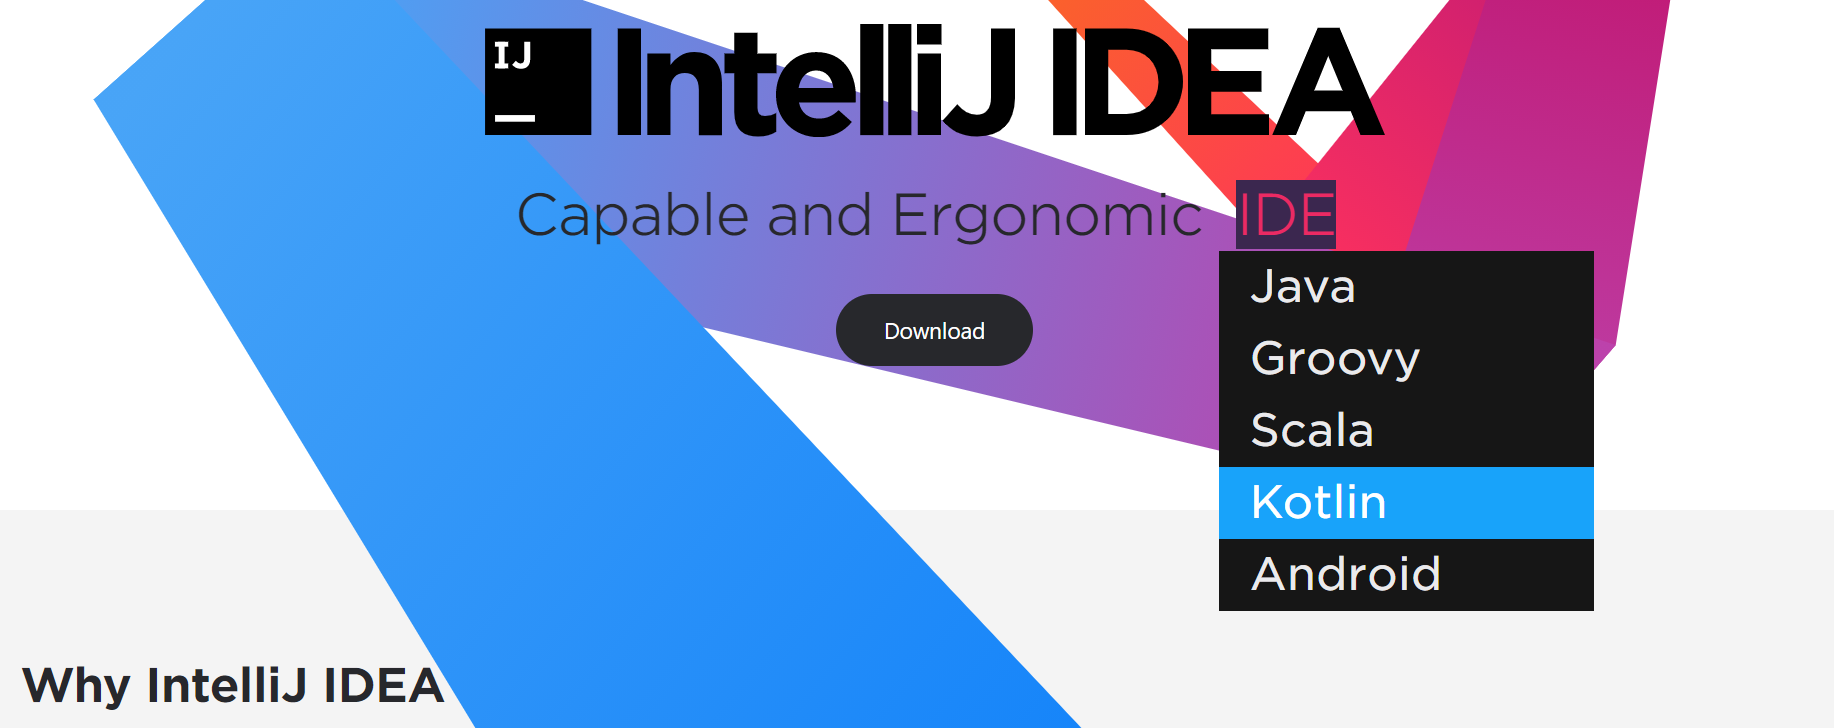 IJ
IntelliJ IDEA
Capable and Ergonomic IDE
Java
Groovy
Scala
Kotlin
Android
Download
Why IntelliJ IDEA